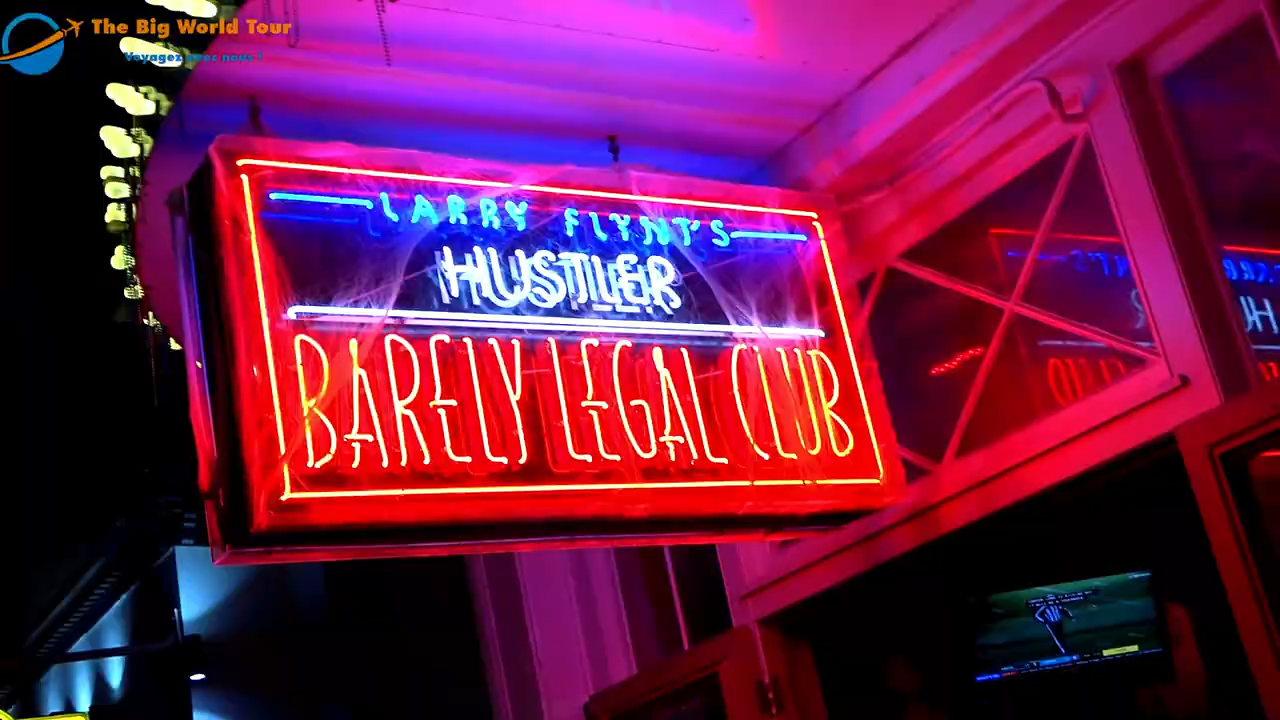 The Big World Tour
Voyagez avec nous !
LARRY FLYNT'S
HUSTLER
BARELY LEGAL CLUB